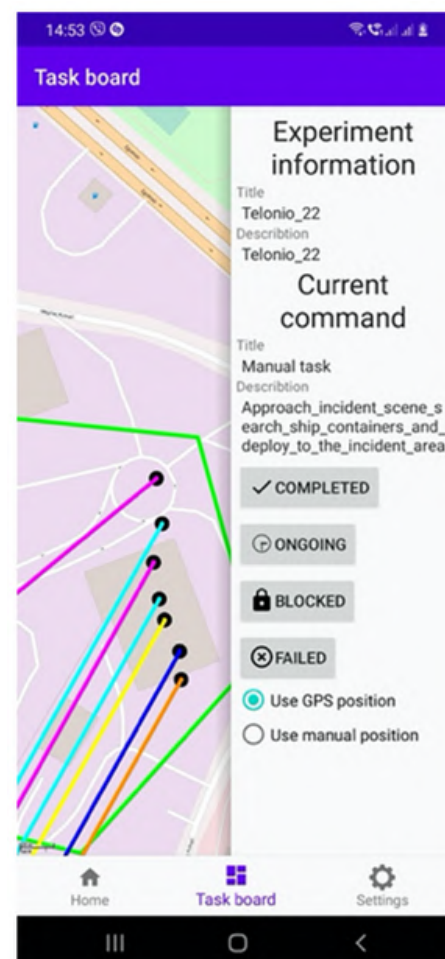 14:53
Task board
Experiment
information
Title
Telonio_22
Describtion
Telonio_22
Current
command
Title
Manual task
Describtion
Approach_incident_scene_s
earch_ship_containers_and_
deploy_to_the_incident_area
COMPLETED
ONGOING
BLOCKED
FAILED
Use GPS position
Use manual position
Home
Task board
Settings